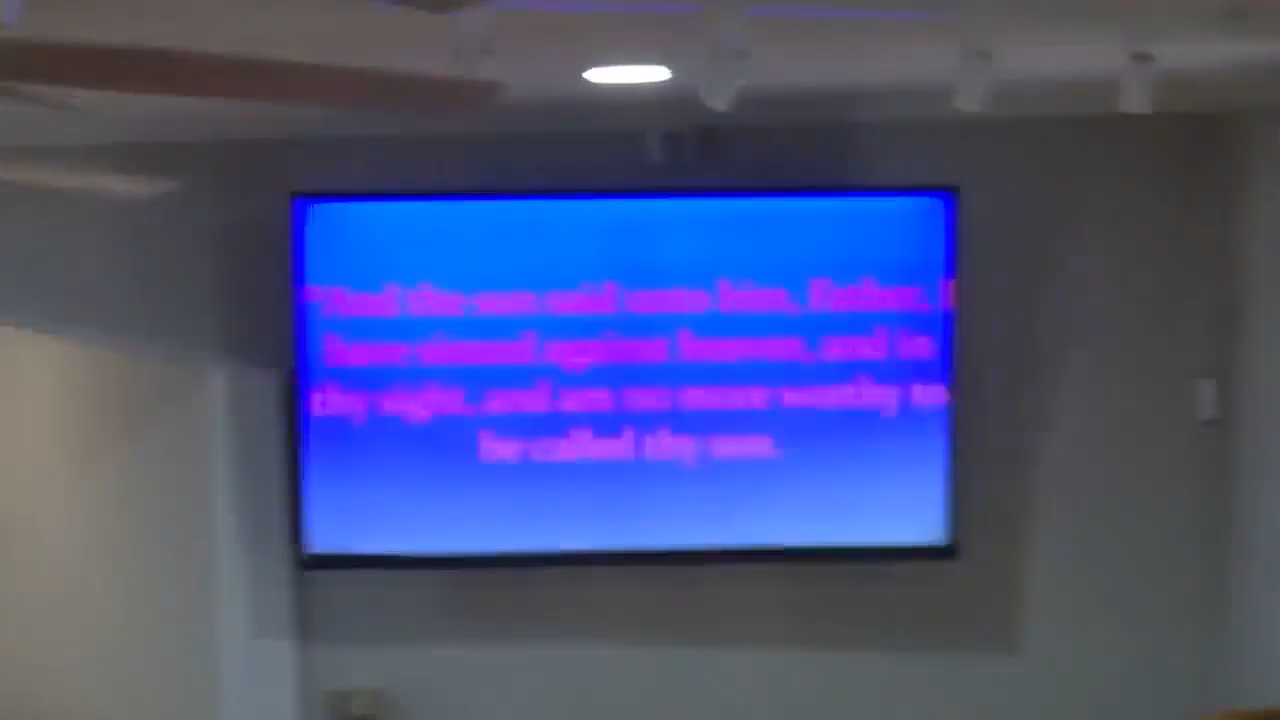 "And the son said unto him, Father, I
have sinned against heaven, and in
thy sight, and am no more worthy to
be called thy son.